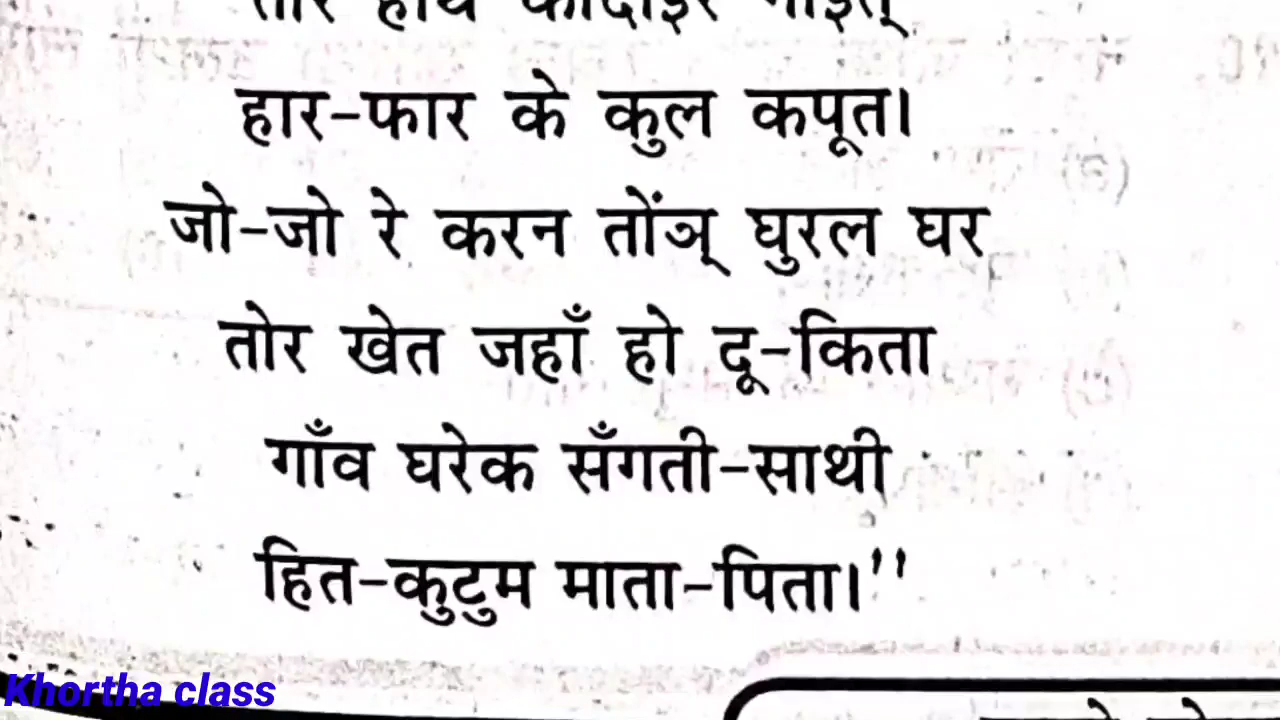 हार-फार के कुल कपूत।
जो-जो रे करन तोंञ् घुरल घर
तोर खेत जहाँ हो दू-किता
गाँव घरेक सँगती-साथी
हित-कुटुम माता-पिता।''
Khortha class